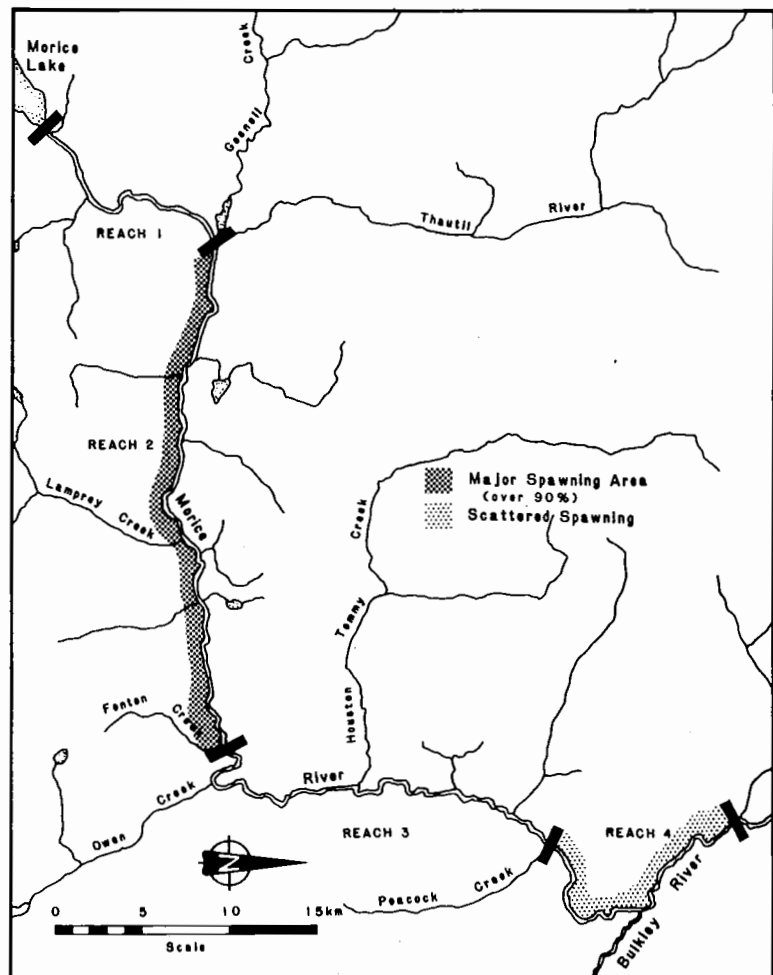 Morice
Lake
Gosnell
Creek
Thautil
River
REACH 1
REACH 2
Lamprey Creek
Morice
Major Spawning Area
(over 90%)
Scattered Spawning
Creek
Tommy
Houston
Fenton
Creek
River
Owen Creek
REACH 3
REACH 4
N
Peacock Creek
Bulkley River
0 5 10 15km
Scale